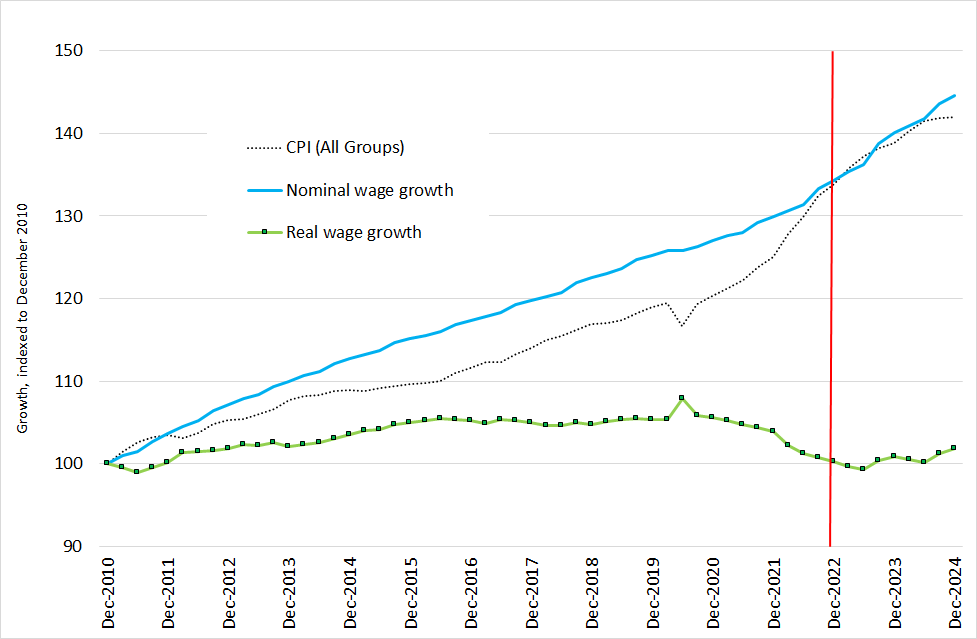 150
140
130
120
110
100
90
Growth, indexed to December 2010
CPI (All Groups)
Nominal wage growth
Real wage growth
Dec-2010
Dec-2011
Dec-2012
Dec-2013
Dec-2014
Dec-2015
Dec-2016
Dec-2017
Dec-2018
Dec-2019
Dec-2020
Dec-2021
Dec-2022
Dec-2023
Dec-2024